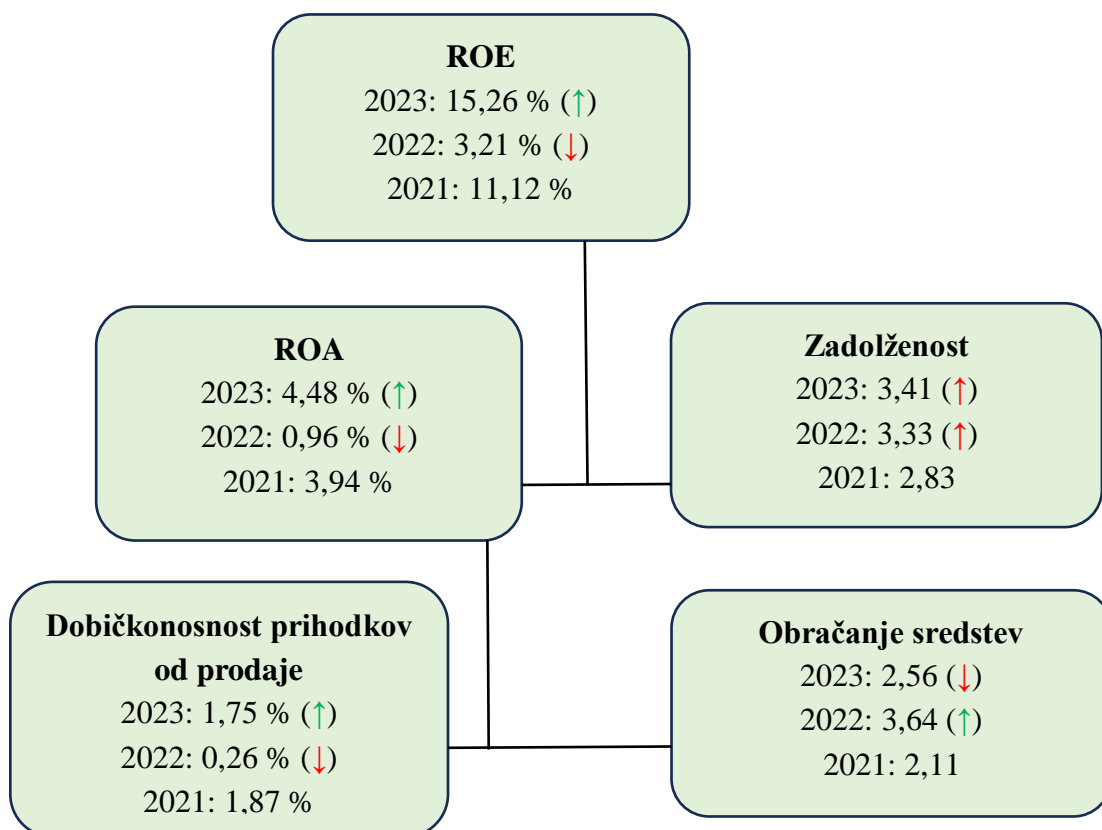 ROE
2023: 15,26 % (↑)
2022: 3,21 % (↓)
2021: 11,12 %
ROA
2023: 4,48 % (↑)
2022: 0,96 % (↓)
2021: 3,94 %
Zadolženost
2023: 3,41 (↑)
2022: 3,33 (↑)
2021: 2,83
Dobičkonosnost prihodkov
od prodaje
2023: 1,75 % (↑)
2022: 0,26 % (↓)
2021: 1,87 %
Obračanje sredstev
2023: 2,56 (↓)
2022: 3,64 (↑)
2021: 2,11